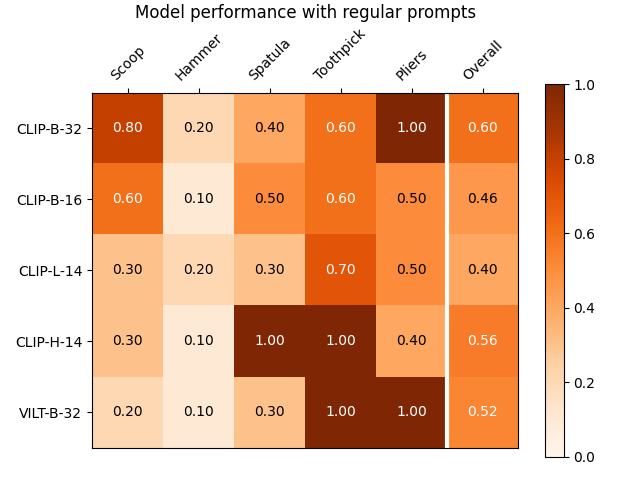 Model performance with regular prompts
Scoop Hammer Spatula Toothpick Pliers Overall
CLIP-B-32 0.80 0.20 0.40 0.60 1.00 0.60
CLIP-B-16 0.60 0.10 0.50 0.60 0.50 0.46
CLIP-L-14 0.30 0.20 0.30 0.70 0.50 0.40
CLIP-H-14 0.30 0.10 1.00 1.00 0.40 0.56
VILT-B-32 0.20 0.10 0.30 1.00 1.00 0.52
1.0
0.8
0.6
0.4
0.2
0.0